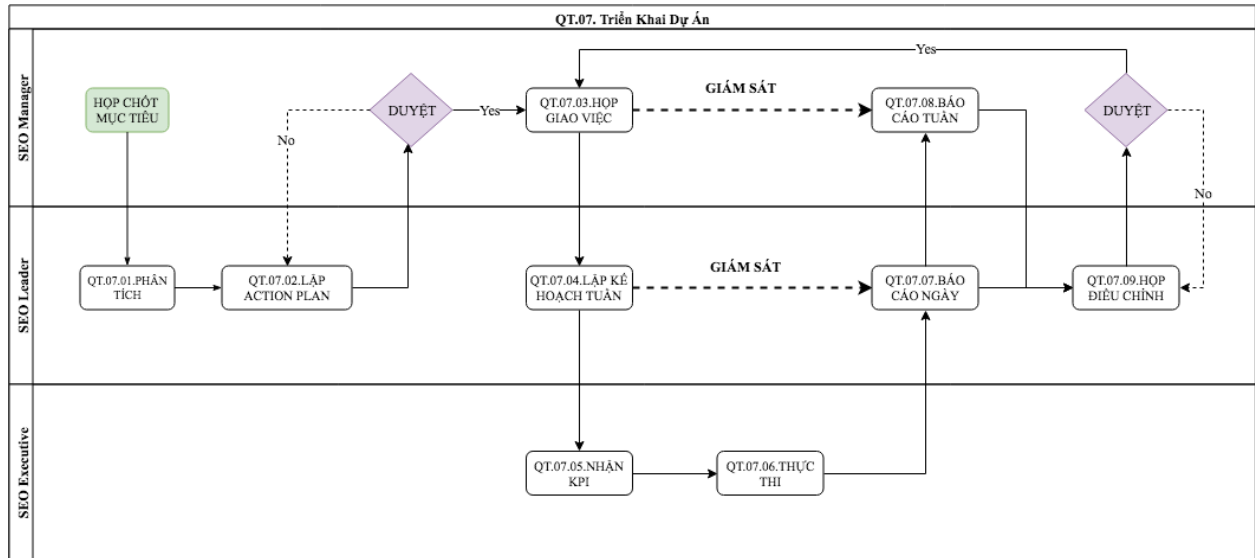 QT.07. Triển Khai Dự Án
SEO Manager
HỌP CHỐT
MỤC TIÊU
DUYỆT
No
Yes
QT.07.03.HỌP
GIAO VIỆC
GIÁM SÁT
QT.07.08.BÁO
CÁO TUẦN
Yes
DUYỆT
No
SEO Leader
QT.07.01.PHÂN
TÍCH
QT.07.02.LẬP
ACTION PLAN
QT.07.04.LẬP KẾ
HOẠCH TUẦN
GIÁM SÁT
QT.07.07.BÁO
CÁO NGÀY
QT.07.09.HỌP
ĐIỀU CHỈNH
SEO Executive
QT.07.05.NHẬN
KPI
QT.07.06.THỰC
THI